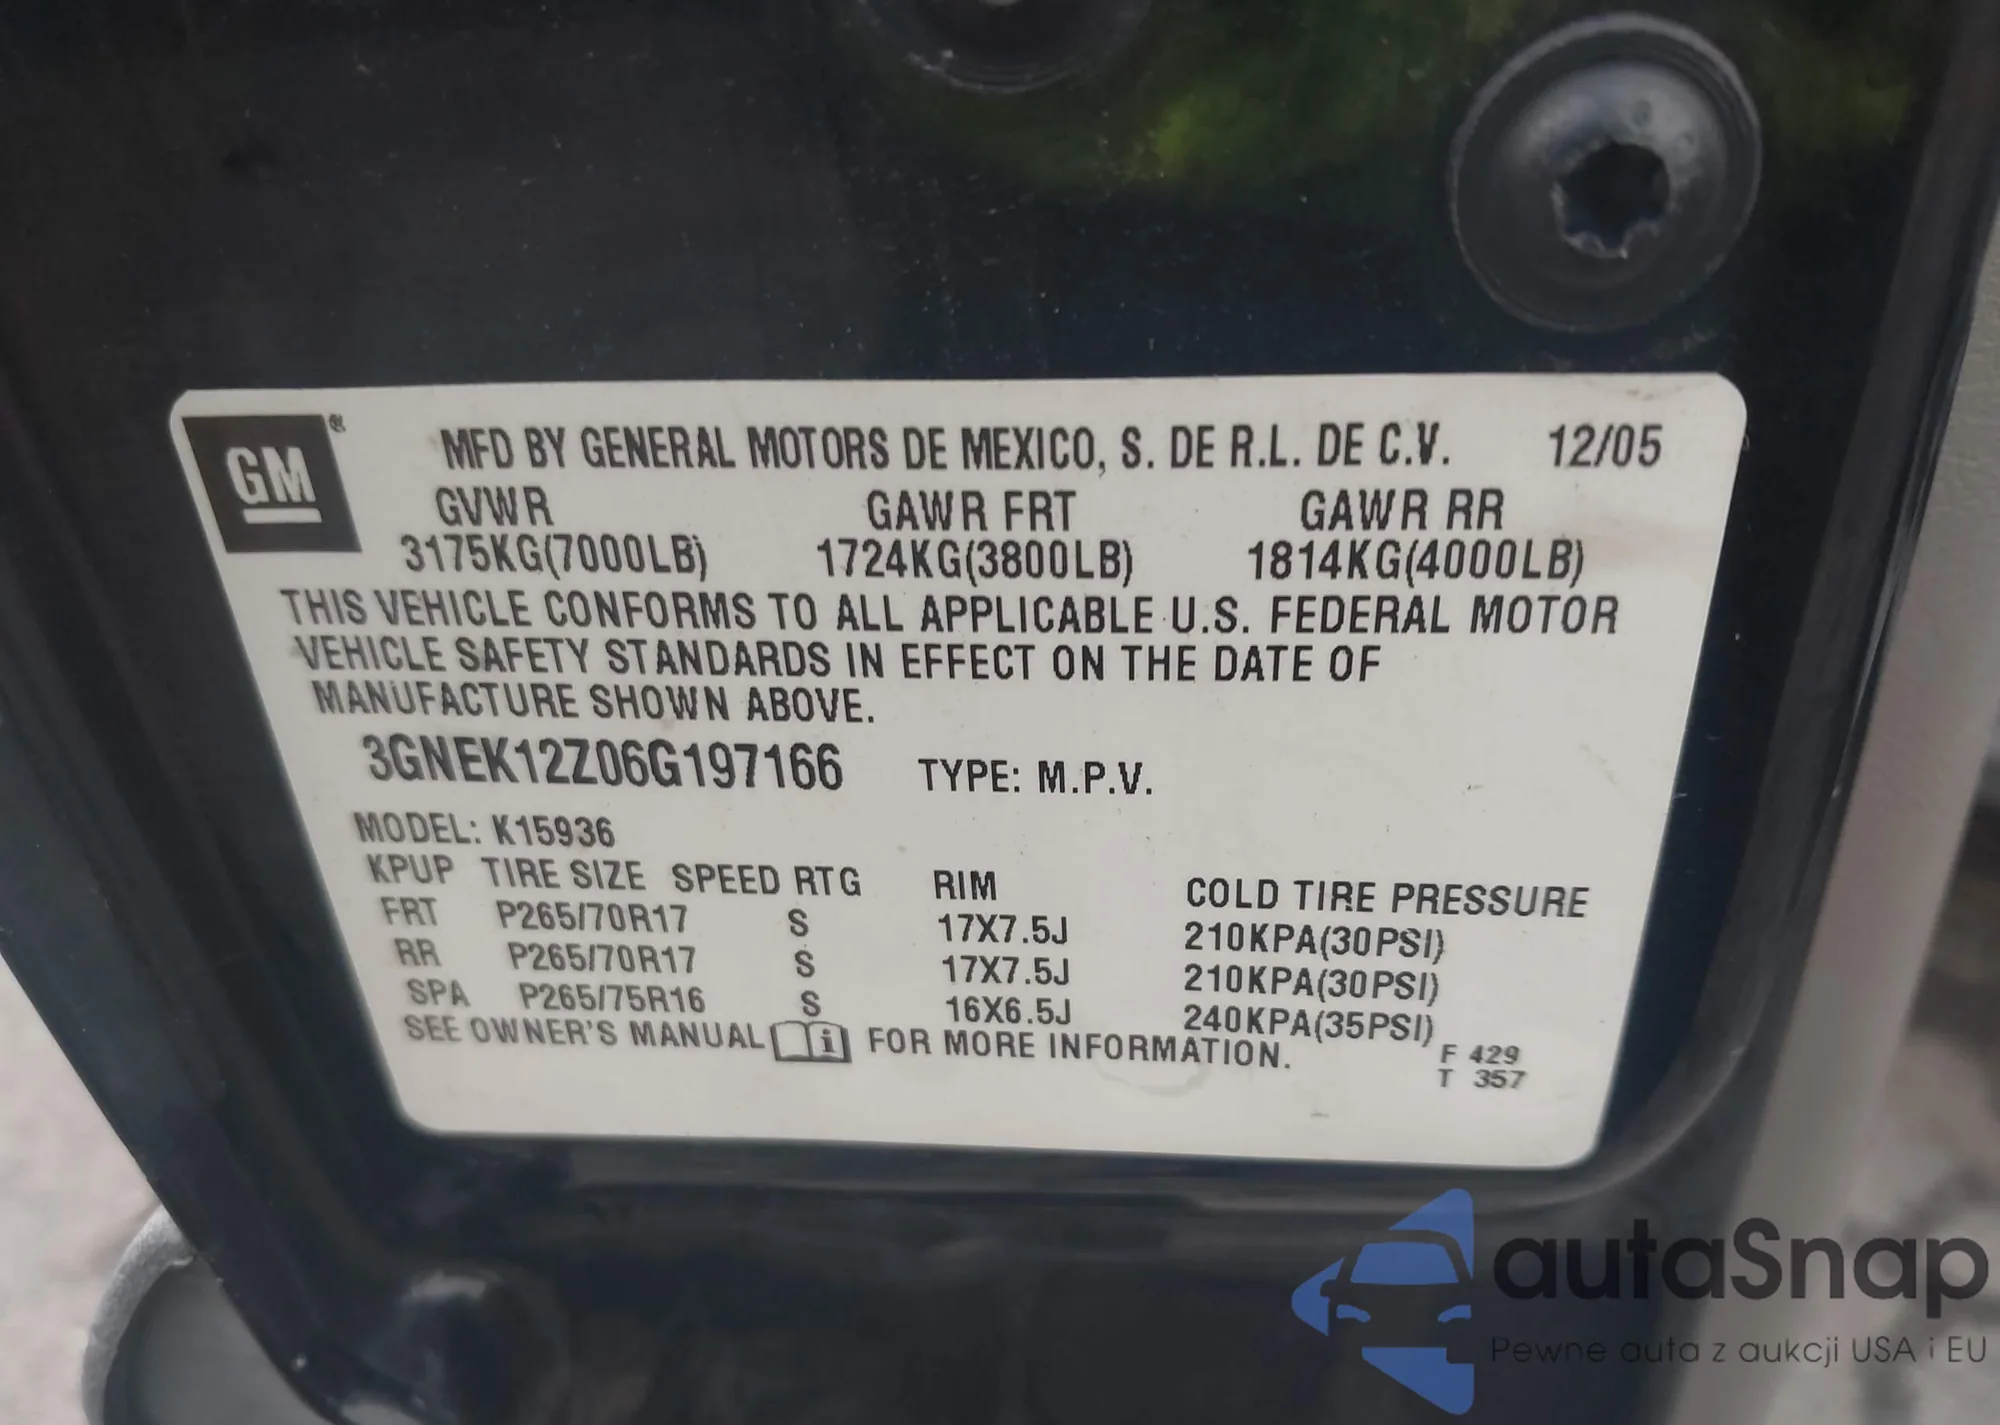 GM ®
MFD BY GENERAL MOTORS DE MEXICO, S. DE R.L. DE C.V. 12/05
GVWR GAWR FRT GAWR RR
3175KG(7000LB) 1724KG(3800LB) 1814KG(4000LB)
THIS VEHICLE CONFORMS TO ALL APPLICABLE U.S. FEDERAL MOTOR
VEHICLE SAFETY STANDARDS IN EFFECT ON THE DATE OF
MANUFACTURE SHOWN ABOVE.
3GNEK12Z06G197166 TYPE: M.P.V.
MODEL: K15936
KPUP TIRE SIZE SPEED RTG RIM COLD TIRE PRESSURE
FRT P265/70R17 S 17X7.5J 210KPA(30PSI)
RR P265/70R17 S 17X7.5J 210KPA(30PSI)
SPA P265/75R16 S 16X6.5J 240KPA(35PSI)
SEE OWNER'S MANUAL i FOR MORE INFORMATION.
F 429
T 357
autaSnap
Pewne auta z aukcji USA i EU